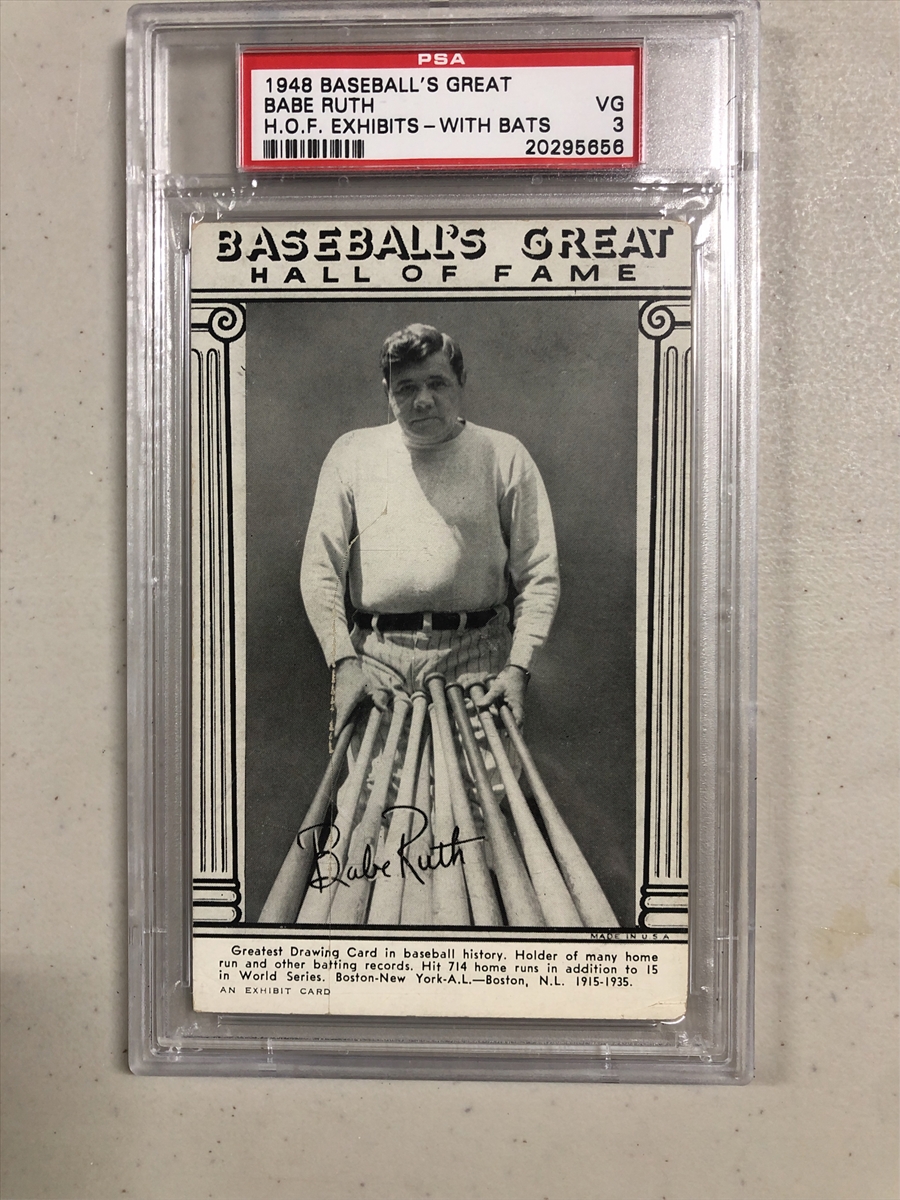 PSA
1948 BASEBALL'S GREAT
BABE RUTH VG
H.O.F. EXHIBITS – WITH BATS 3
20295656
BASEBALL'S GREAT
HALL OF FAME
Babe Ruth
MADE IN U S A
Greatest Drawing Card in baseball history. Holder of many home
run and other batting records. Hit 714 home runs in addition to 15
in World Series. Boston-New York-A.L.—Boston, N.L. 1915-1935.
AN EXHIBIT CARD